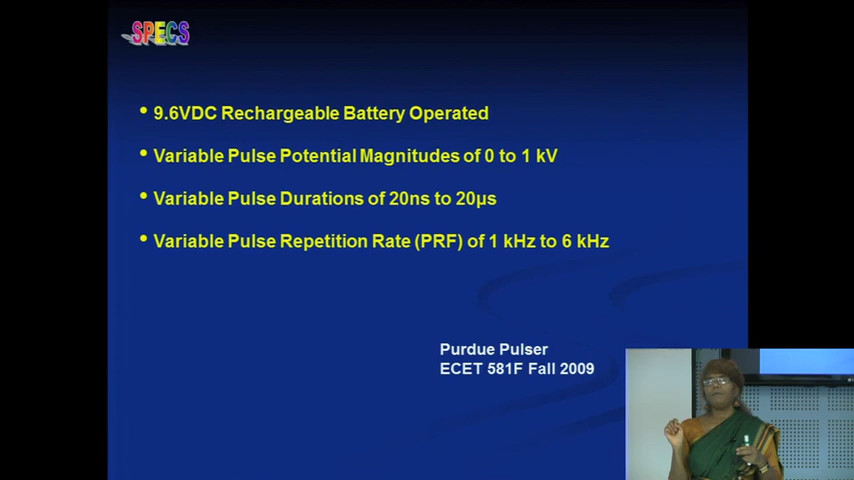 SPECS
• 9.6VDC Rechargeable Battery Operated
• Variable Pulse Potential Magnitudes of 0 to 1 kV
• Variable Pulse Durations of 20ns to 20µs
• Variable Pulse Repetition Rate (PRF) of 1 kHz to 6 kHz
Purdue Pulser
ECET 581F Fall 2009